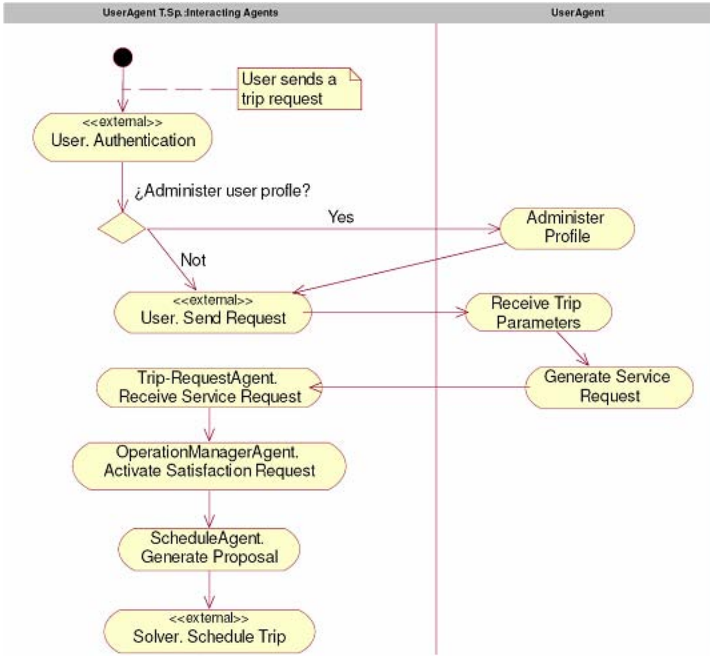 UserAgent T.Sp.:Interacting Agents
UserAgent
User sends a
trip request
<<external>>
User. Authentication
¿Administer user profle?
Yes
Administer
Profile
Not
<<external>>
User. Send Request
Receive Trip
Parameters
Trip-RequestAgent.
Receive Service Request
Generate Service
Request
OperationManagerAgent.
Activate Satisfaction Request
ScheduleAgent.
Generate Proposal
<<external>>
Solver. Schedule Trip